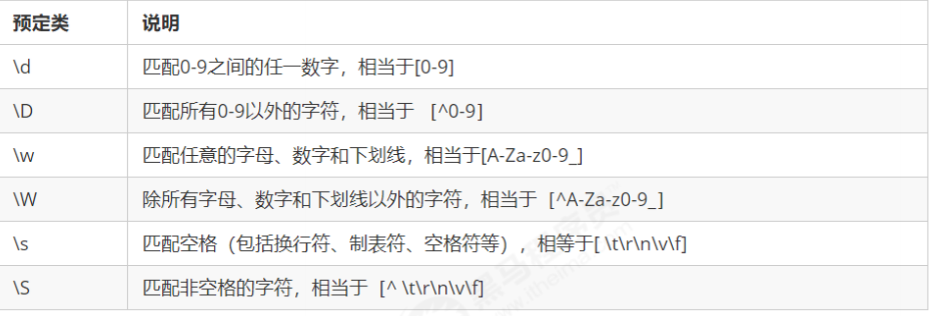 预定类 说明
\d 匹配0-9之间的任一数字，相当于[0-9]
\D 匹配所有0-9以外的字符，相当于 [^0-9]
\w 匹配任意的字母、数字和下划线，相当于[A-Za-z0-9_]
\W 除所有字母、数字和下划线以外的字符，相当于 [^A-Za-z0-9_]
\s 匹配空格（包括换行符、制表符、空格符等），相等于[ \t\r\n\v\f]
\S 匹配非空格的字符，相当于 [^ \t\r\n\v\f]